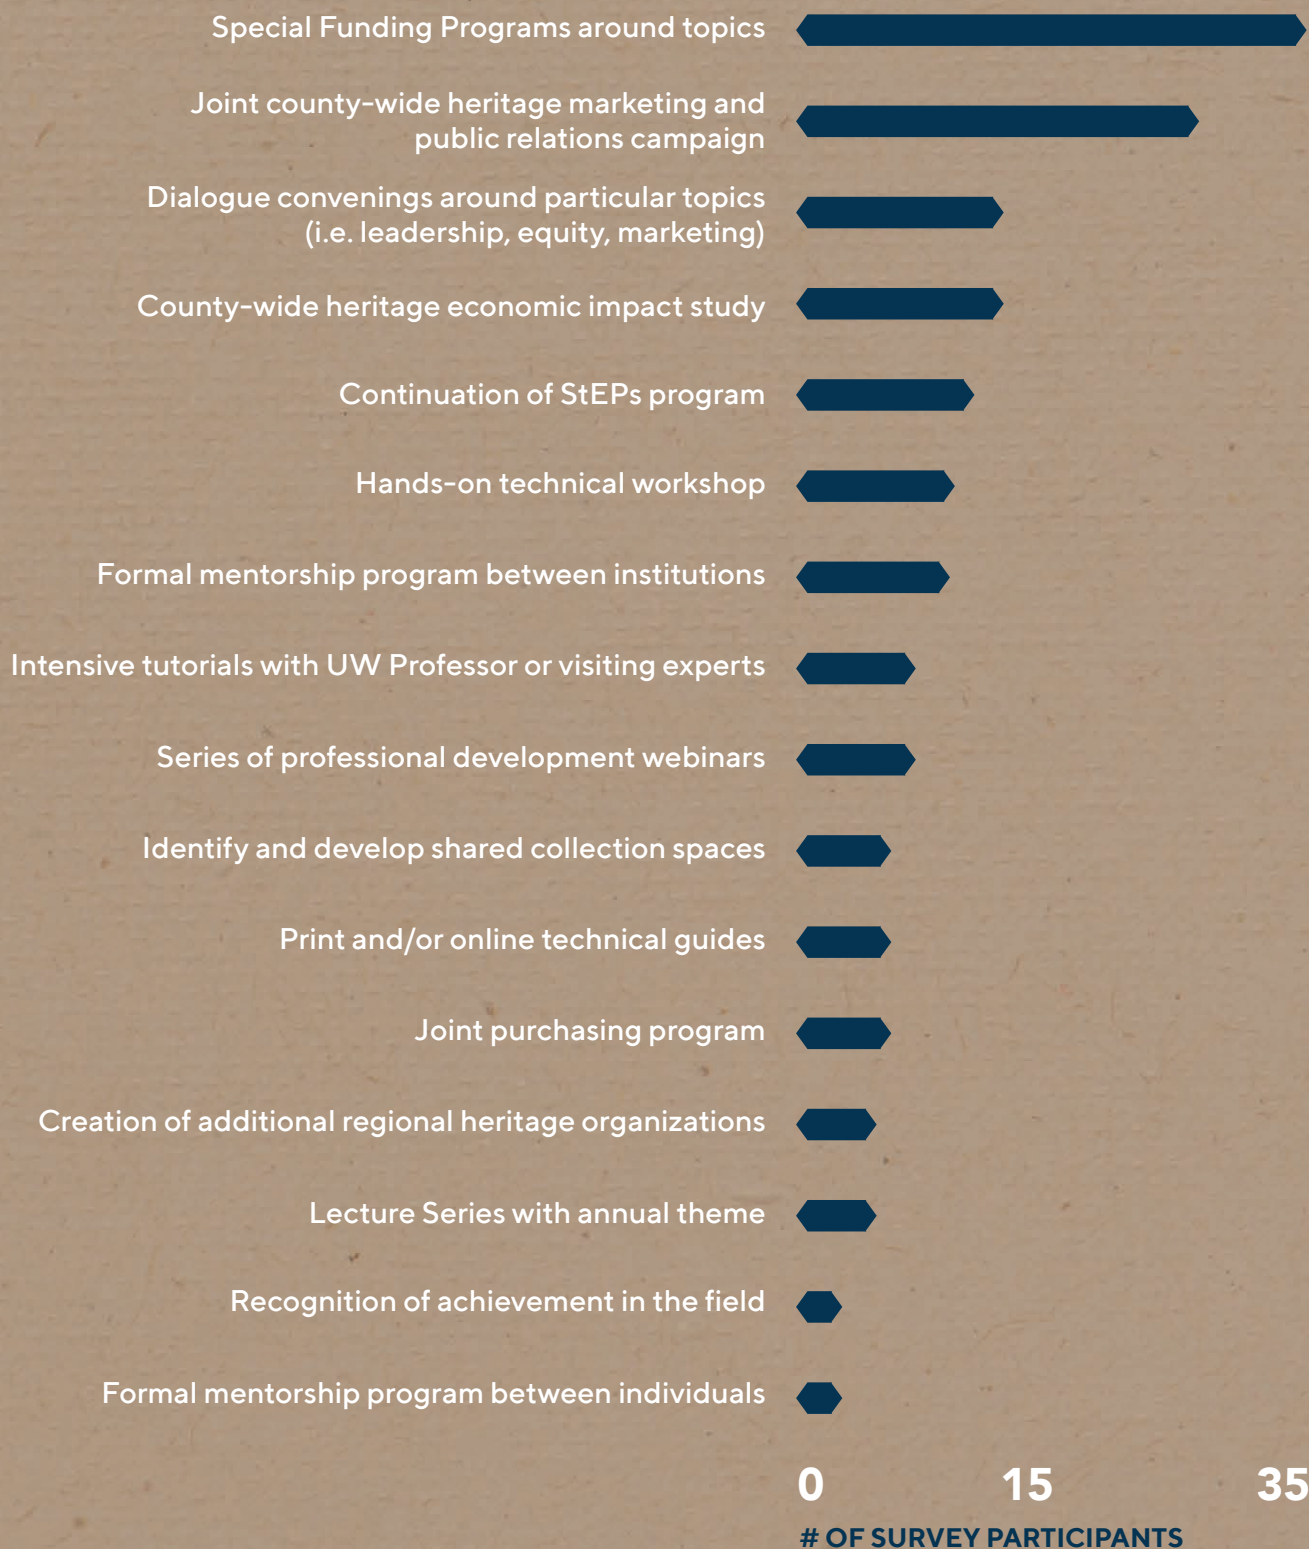 Special Funding Programs around topics
Joint county-wide heritage marketing and
public relations campaign
Dialogue convenings around particular topics
(i.e. leadership, equity, marketing)
County-wide heritage economic impact study
Continuation of StEPs program
Hands-on technical workshop
Formal mentorship program between institutions
Intensive tutorials with UW Professor or visiting experts
Series of professional development webinars
Identify and develop shared collection spaces
Print and/or online technical guides
Joint purchasing program
Creation of additional regional heritage organizations
Lecture Series with annual theme
Recognition of achievement in the field
Formal mentorship program between individuals
0 15 35
# OF SURVEY PARTICIPANTS